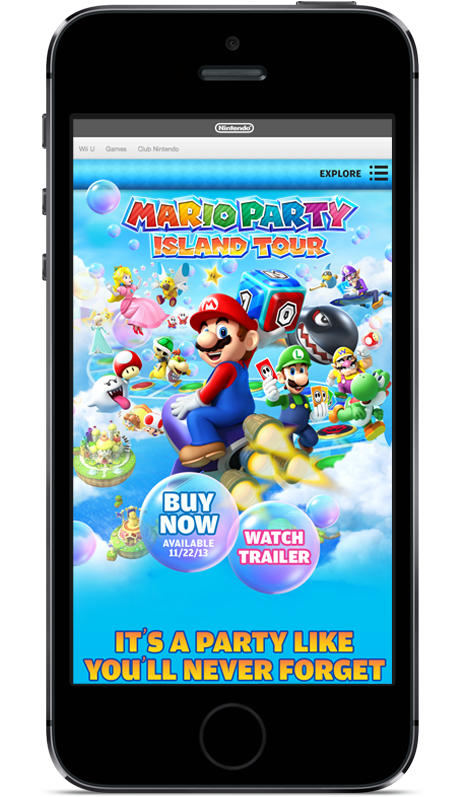 Nintendo
Wii U Games Club Nintendo
EXPLORE
MARIO PARTY
ISLAND TOUR
10
BUY
NOW
AVAILABLE
11/22/13
WATCH
TRAILER
IT'S A PARTY LIKE
YOU'LL NEVER FORGET